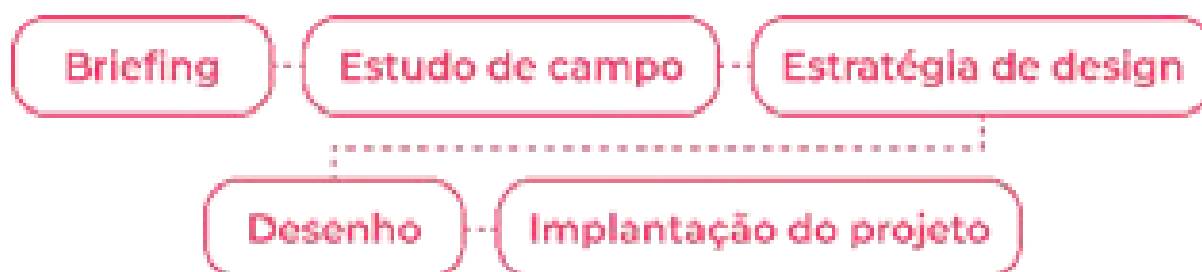 Briefing Estudo de campo Estratégia de design
Desenho Implantação do projeto